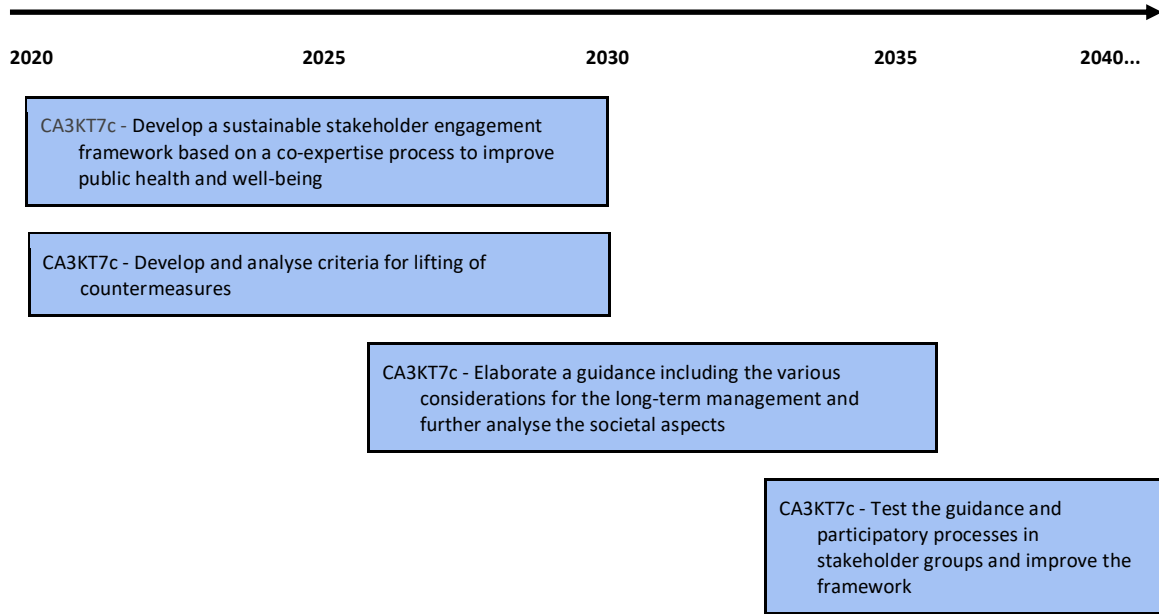 2020 2025 2030 2035 2040...
CA3KT7c - Develop a sustainable stakeholder engagement
framework based on a co-expertise process to improve
public health and well-being
CA3KT7c - Develop and analyse criteria for lifting of
countermeasures
CA3KT7c - Elaborate a guidance including the various
considerations for the long-term management and
further analyse the societal aspects
CA3KT7c - Test the guidance and
participatory processes in
stakeholder groups and improve the
framework